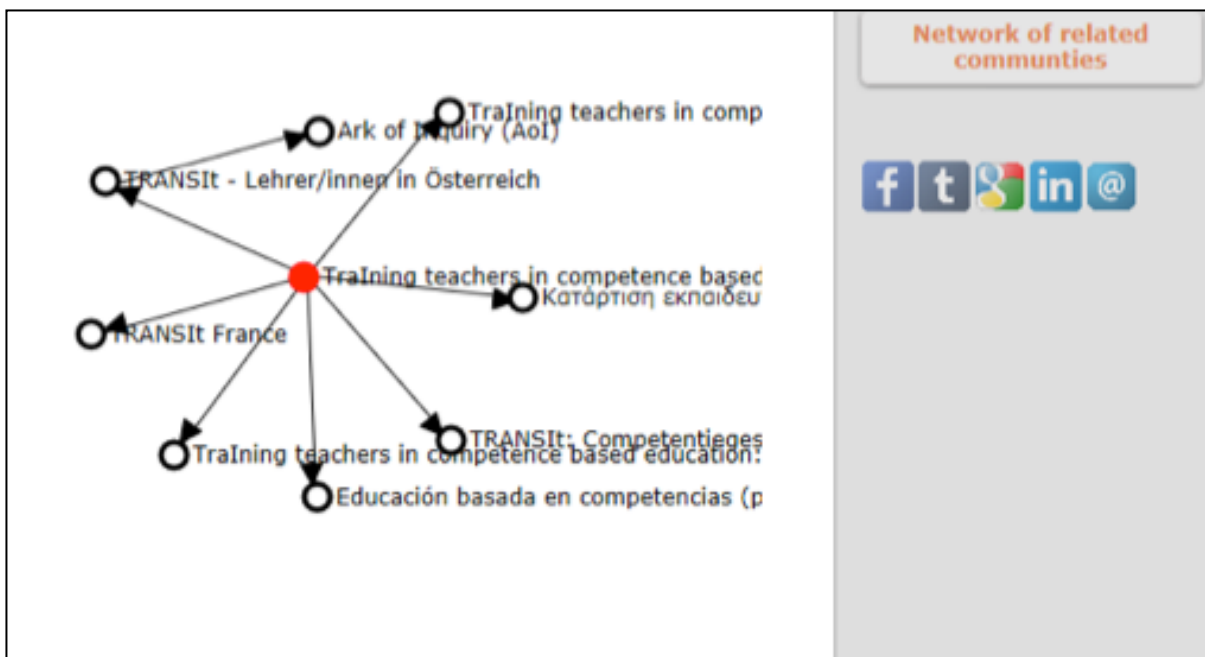 Network of related
communties
TraIning teachers in comp
Ark of Inquiry (AoI)
TRANSIt - Lehrer/innen in Österreich
TraIning teachers in competence based
Κατάρτιση εκπαιδευ
TRANSIt France
TRANSIt: Competentieges
TraIning teachers in competence based education:
Educación basada en competencias (p
f t g in @